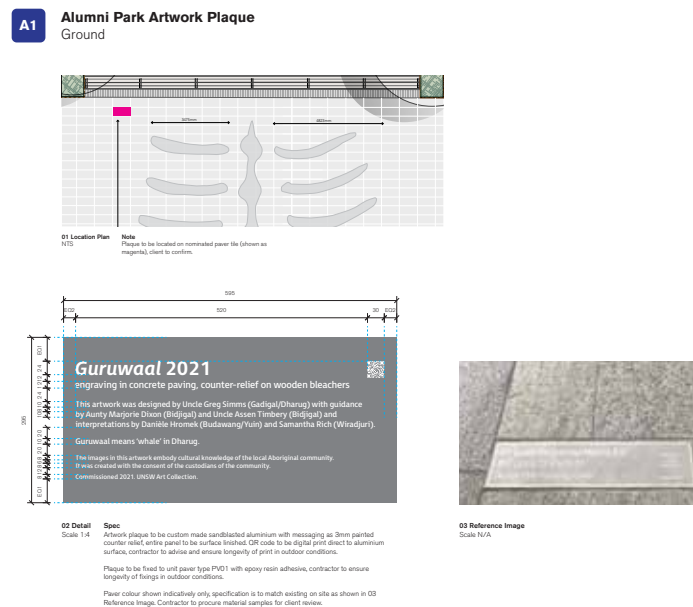 A1
Alumni Park Artwork Plaque
Ground
01 Location Plan
NTS
Note
Plaque to be located on nominated paver tile (shown as
magenta), client to confirm.
595
EQ2
520
30
EQ2
395
EQ1
EQ1
Guruwaal 2021
engraving in concrete paving, counter-relief on wooden bleachers
This artwork was designed by Uncle Greg Simms (Gadigal/Dharug) with guidance
by Aunty Marjorie Dixon (Bidjigal) and Uncle Assen Timbery (Bidjigal) and
interpretations by Danièle Hromek (Budawang/Yuin) and Samantha Rich (Wiradjuri).
Guruwaal means 'whale' in Dharug.
The images in this artwork embody cultural knowledge of the local Aboriginal community.
It was created with the consent of the custodians of the community.
Commissioned 2021. UNSW Art Collection.
02 Detail
Scale 1:4
Spec
Artwork plaque to be custom made sandblasted aluminium with messaging as 3mm painted
counter relief, entire panel to be surface finished. QR code to be digital print direct to aluminium
surface, contractor to advise and ensure longevity of print in outdoor conditions.
Plaque to be fixed to unit paver type PV01 with epoxy resin adhesive, contractor to ensure
longevity of fixings in outdoor conditions.
Paver colour shown indicatively only, specification is to match existing on site as shown in 03
Reference Image. Contractor to procure material samples for client review.
03 Reference Image
Scale N/A